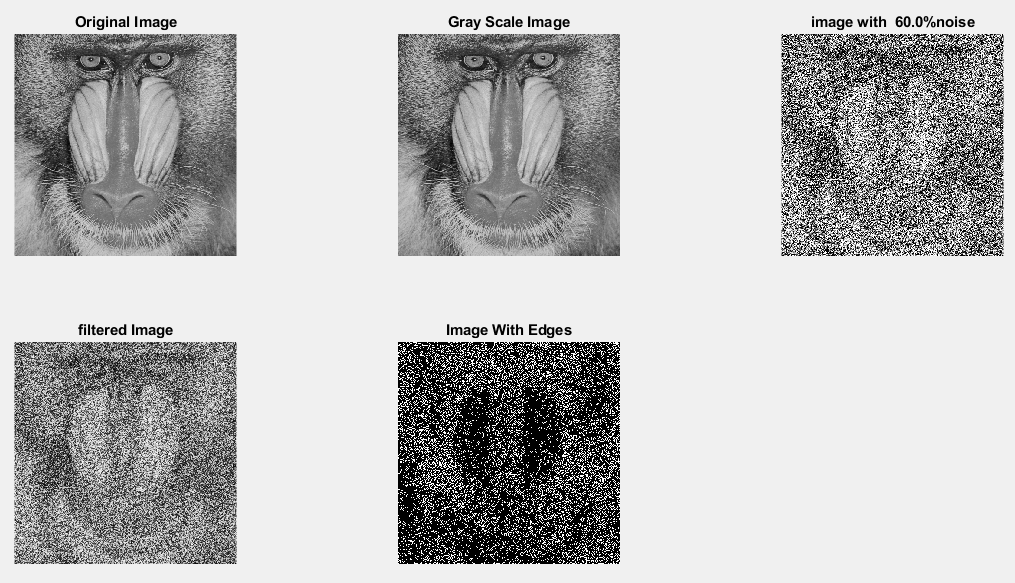 Original Image
Gray Scale Image
image with  60.0%noise
filtered Image
Image With Edges